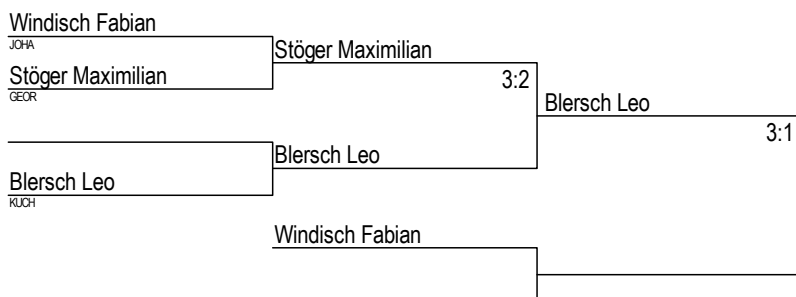 Windisch Fabian
JOHA
Stöger Maximilian
Stöger Maximilian
GEOR
3:2
Blersch Leo
3:1
Blersch Leo
Blersch Leo
KUCH
Windisch Fabian